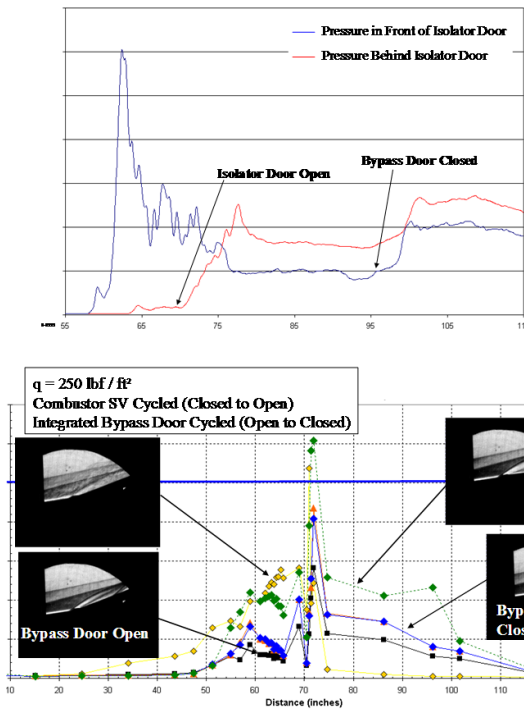 Pressure in Front of Isolator Door
Pressure Behind Isolator Door
Bypass Door Closed
Isolator Door Open
55 65 75 85 95 105
q = 250 lbf / ft²
Combustor SV Cycled (Closed to Open)
Integrated Bypass Door Cycled (Open to Closed)
Bypass Door Open
10 20 30 40 50 60 70 80 90 100 110
Distance (inches)